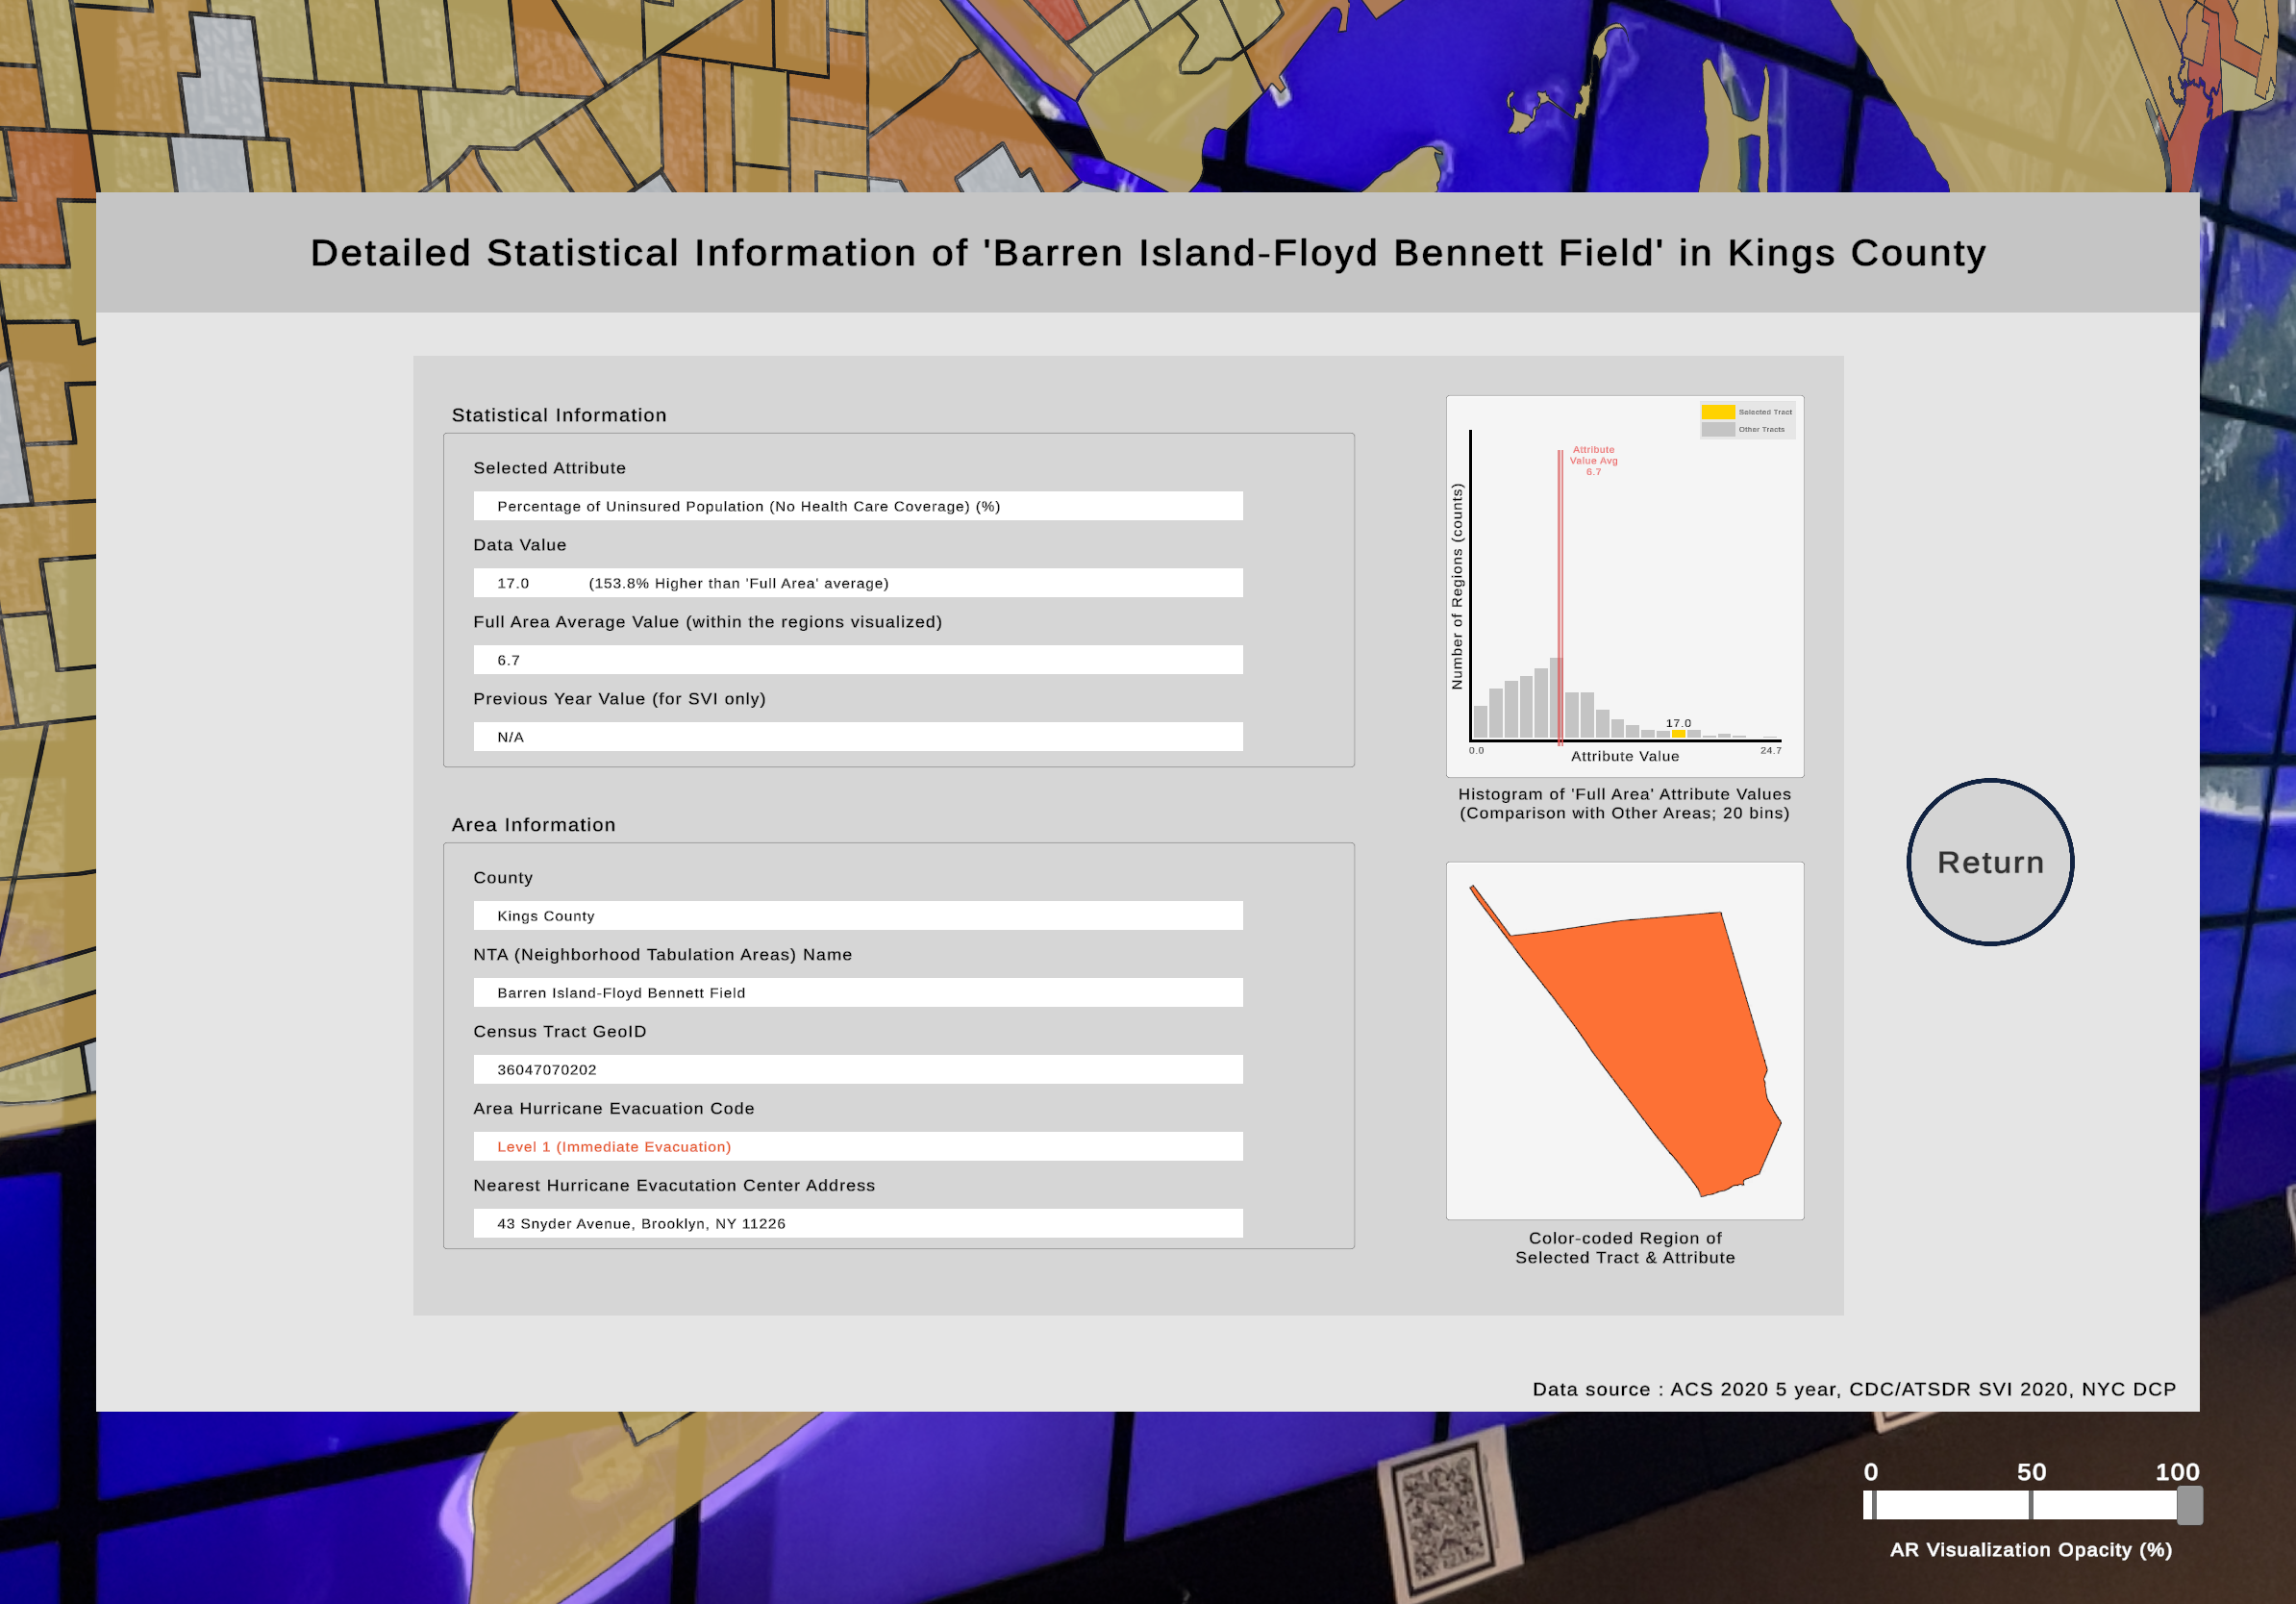 Detailed Statistical Information of 'Barren Island-Floyd Bennett Field' in Kings County
Statistical Information
Selected Attribute
Percentage of Uninsured Population (No Health Care Coverage) (%)
Data Value
17.0 (153.8% Higher than 'Full Area' average)
Full Area Average Value (within the regions visualized)
6.7
Previous Year Value (for SVI only)
N/A
Area Information
County
Kings County
NTA (Neighborhood Tabulation Areas) Name
Barren Island-Floyd Bennett Field
Census Tract GeoID
36047070202
Area Hurricane Evacuation Code
Level 1 (Immediate Evacuation)
Nearest Hurricane Evacutation Center Address
43 Snyder Avenue, Brooklyn, NY 11226
Selected Tract
Other Tracts
Attribute
Value Avg
6.7
Number of Regions (counts)
17.0
0.0
24.7
Attribute Value
Histogram of 'Full Area' Attribute Values
(Comparison with Other Areas; 20 bins)
Color-coded Region of
Selected Tract & Attribute
Return
Data source : ACS 2020 5 year, CDC/ATSDR SVI 2020, NYC DCP
0 50 100
AR Visualization Opacity (%)